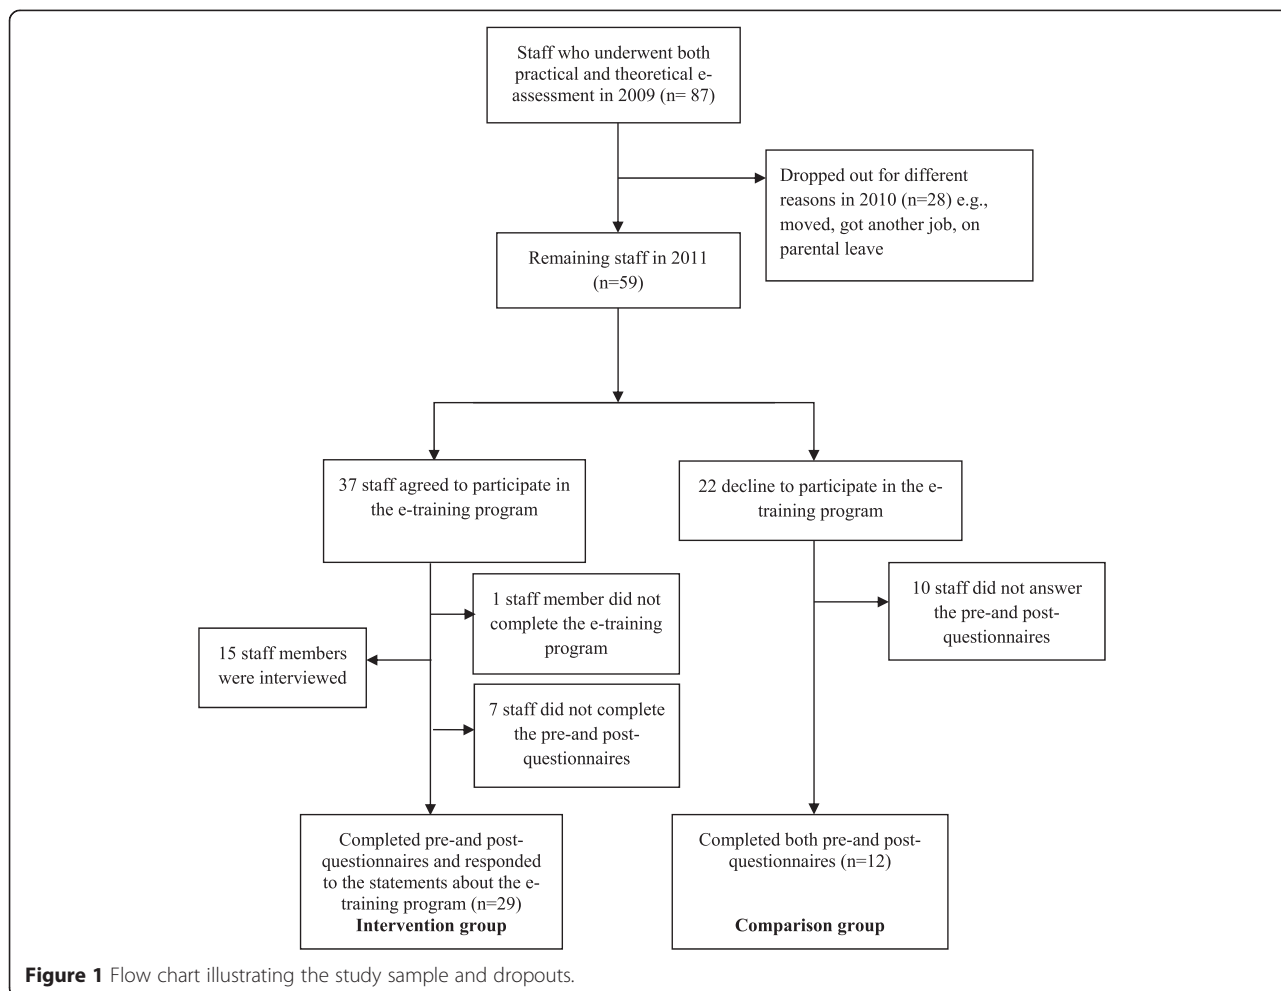 Staff who underwent both
practical and theoretical e-
assessment in 2009 (n= 87)
Dropped out for different
reasons in 2010 (n=28) e.g.,
moved, got another job, on
parental leave
Remaining staff in 2011
(n=59)
37 staff agreed to participate in
the e-training program
22 decline to participate in the e-
training program
1 staff member did not
complete the e-training
program
10 staff did not answer
the pre-and post-
questionnaires
15 staff members
were interviewed
7 staff did not complete
the pre-and post-
questionnaires
Completed pre-and post-
questionnaires and responded
to the statements about the e-
training program (n=29)
Intervention group
Completed both pre-and post-
questionnaires (n=12)
Comparison group
Figure 1 Flow chart illustrating the study sample and dropouts.